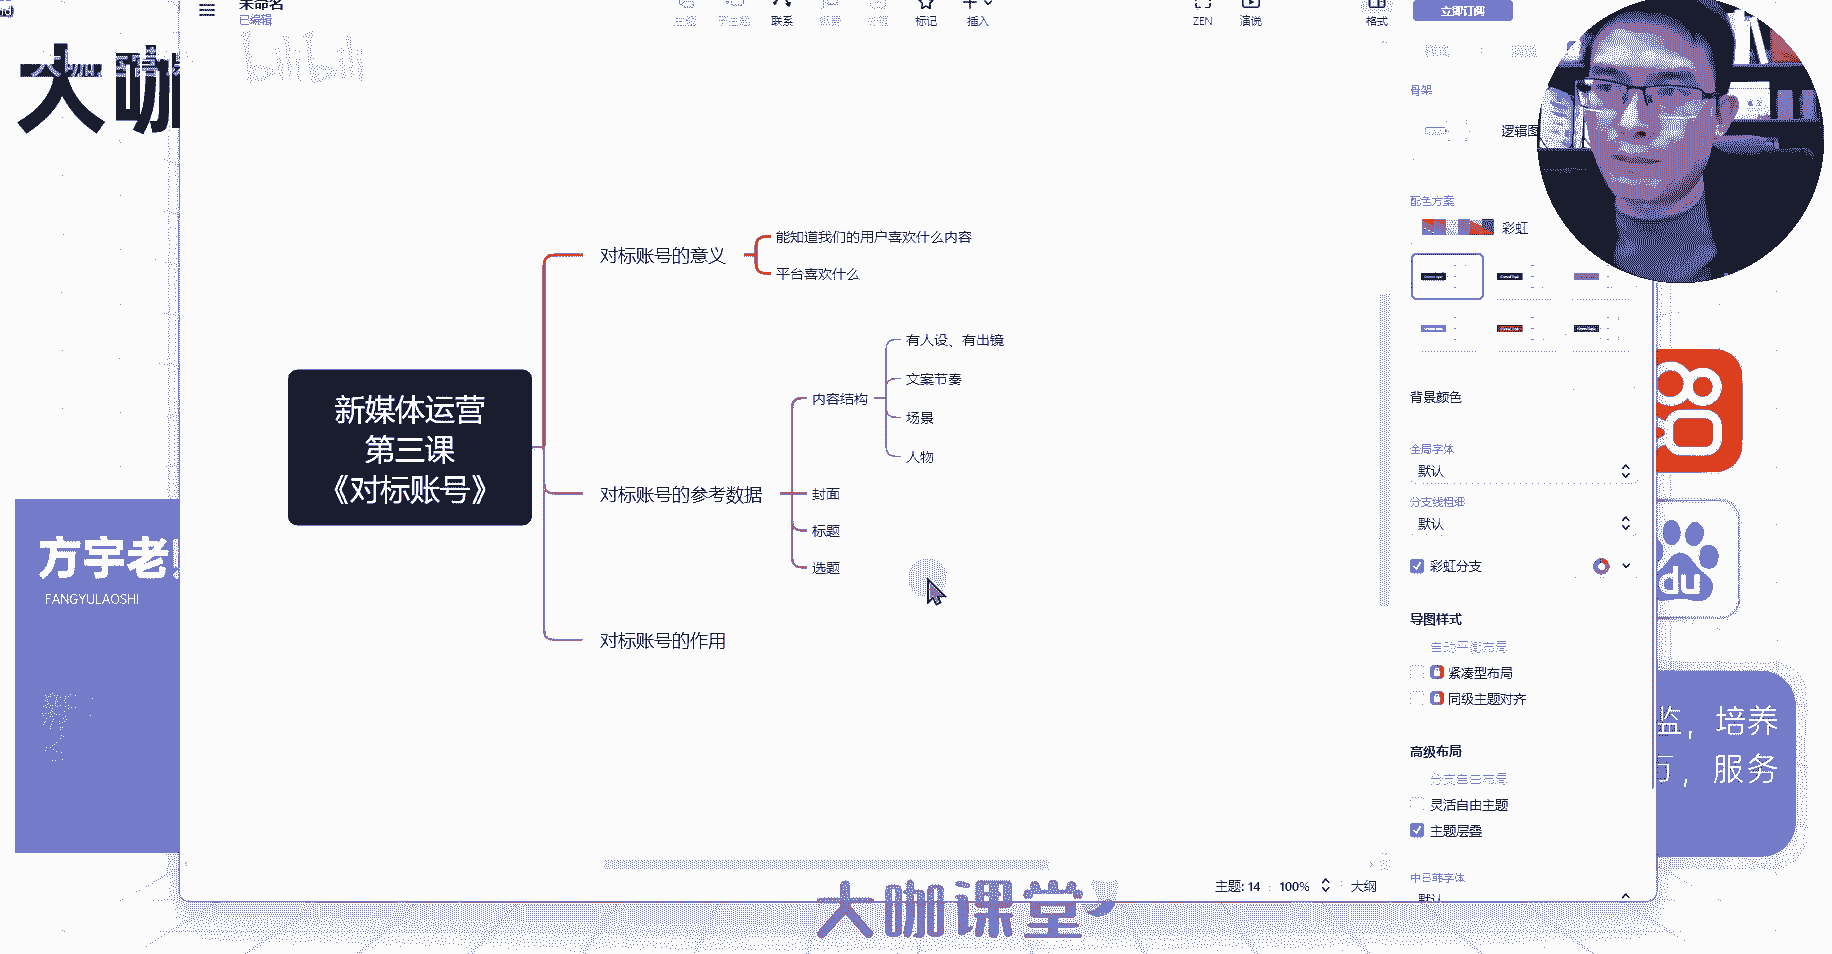 未命名
已编辑
联系
标记
插入
ZEN
演说
格式
立即订阅
bilibili
大咖
骨架
逻辑图
配色方案
彩虹
能知道我们的用户喜欢什么内容
对标账号的意义
平台喜欢什么
有人设、有出镜
文案节奏
内容结构
场景
人物
新媒体运营
第三课
《对标账号》
对标账号的参考数据
封面
标题
选题
对标账号的作用
背景颜色
全局字体
默认
分支线粗细
默认
彩虹分支
导图样式
自动平衡布局
紧凑型布局
同级主题对齐
高级布局
分支自由布局
灵活自由主题
主题层叠
中日韩字体
默认
方宇老
FANGYULAOSHI
du
监，培养
，服务
主题: 14
100%
大纲
大咖课堂